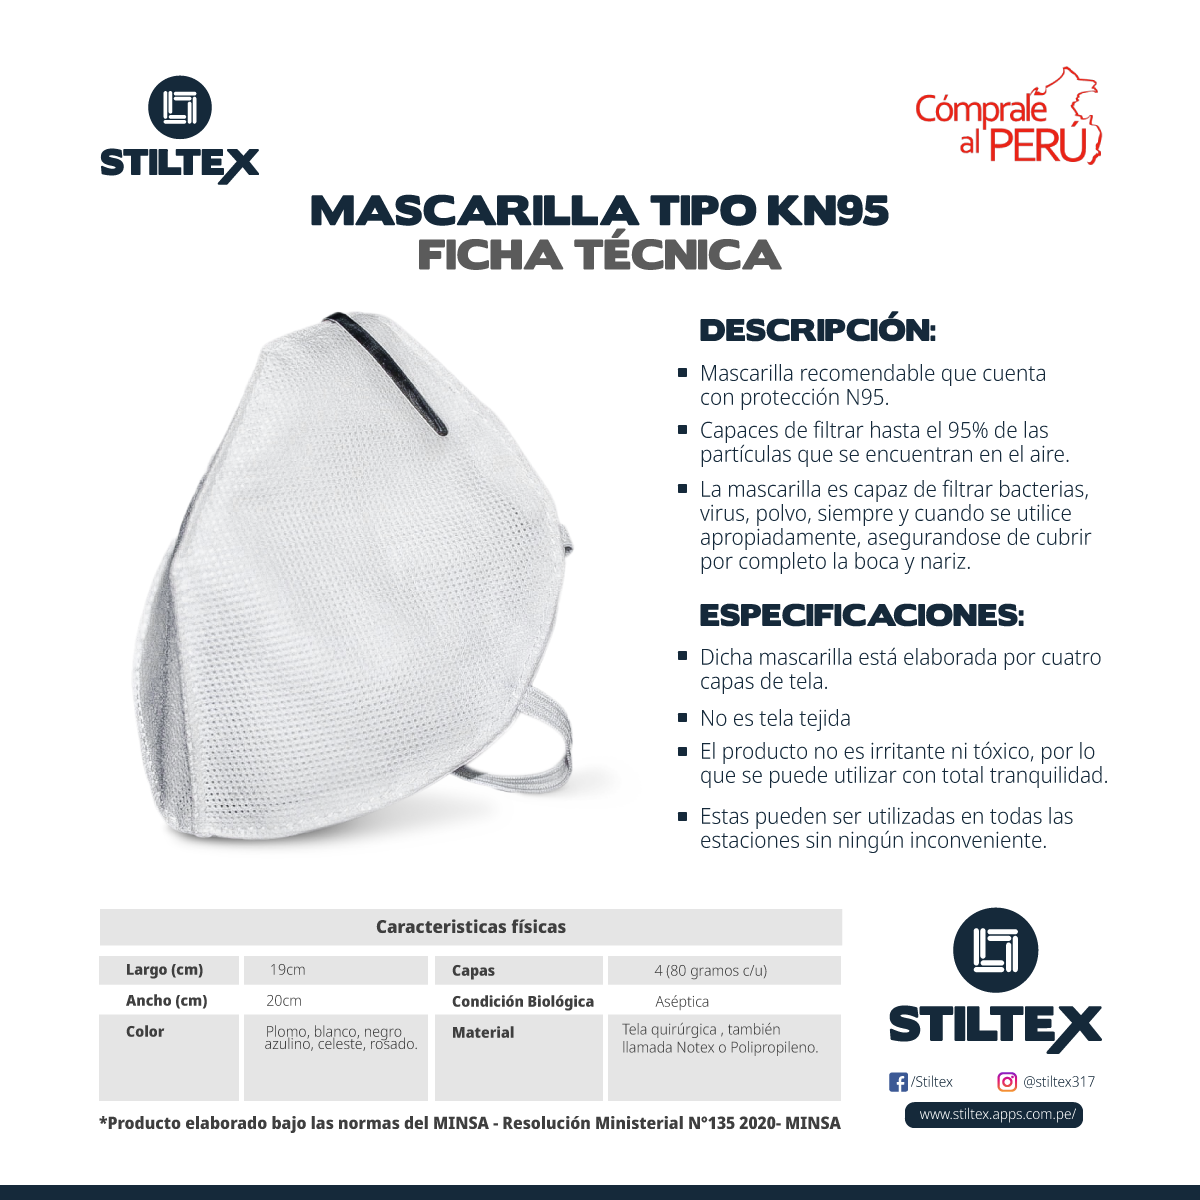 STILTEX
Cómprale
al PERÚ
MASCARILLA TIPO KN95
FICHA TÉCNICA
DESCRIPCIÓN:
Mascarilla recomendable que cuenta
con protección N95.
Capaces de filtrar hasta el 95% de las
partículas que se encuentran en el aire.
La mascarilla es capaz de filtrar bacterias,
virus, polvo, siempre y cuando se utilice
apropiadamente, asegurandose de cubrir
por completo la boca y nariz.
ESPECIFICACIONES:
Dicha mascarilla está elaborada por cuatro
capas de tela.
No es tela tejida
El producto no es irritante ni tóxico, por lo
que se puede utilizar con total tranquilidad.
Estas pueden ser utilizadas en todas las
estaciones sin ningún inconveniente.
Caracteristicas físicas
Largo (cm) 19cm Capas 4 (80 gramos c/u)
Ancho (cm) 20cm Condición Biológica Aséptica
Color Plomo, blanco, negro
azulino, celeste, rosado.
Material Tela quirúrgica , también
llamada Notex o Polipropileno.
*Producto elaborado bajo las normas del MINSA - Resolución Ministerial N°135 2020- MINSA
STILTEX
/Stiltex @stiltex317
www.stiltex.apps.com.pe/